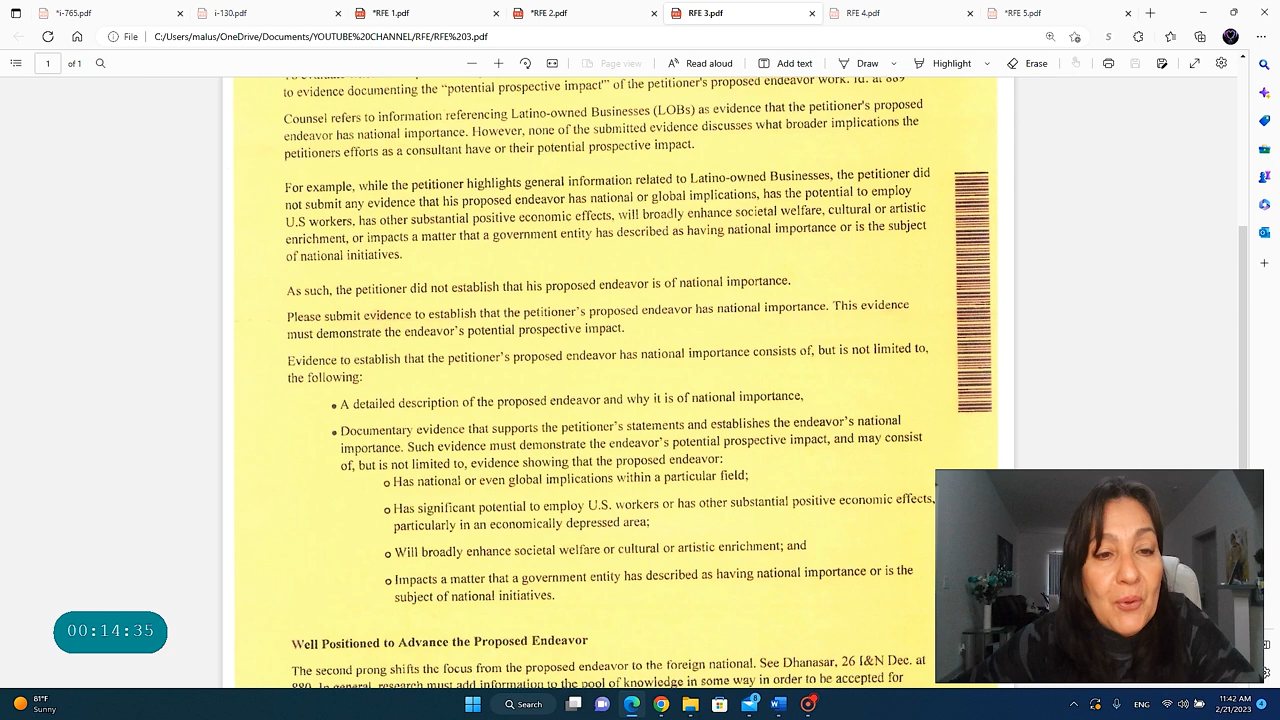 *i-765.pdf
i-130.pdf
*RFE 1.pdf
*RFE 2.pdf
RFE 3.pdf
RFE 4.pdf
*RFE 5.pdf
File
C:/Users/malus/OneDrive/Documents/YOUTUBE%20CHANNEL/RFE/RFE%203.pdf
1
of 1
Page view
Read aloud
Add text
Draw
Highlight
Erase
to evidence documenting the “potential prospective impact” of the petitioner's proposed endeavor work. Id. at 889
Counsel refers to information referencing Latino-owned Businesses (LOBs) as evidence that the petitioner's proposed
endeavor has national importance. However, none of the submitted evidence discusses what broader implications the
petitioners efforts as a consultant have or their potential prospective impact.
For example, while the petitioner highlights general information related to Latino-owned Businesses, the petitioner did
not submit any evidence that his proposed endeavor has national or global implications, has the potential to employ
U.S workers, has other substantial positive economic effects, will broadly enhance societal welfare, cultural or artistic
enrichment, or impacts a matter that a government entity has described as having national importance or is the subject
of national initiatives.
As such, the petitioner did not establish that his proposed endeavor is of national importance.
Please submit evidence to establish that the petitioner’s proposed endeavor has national importance. This evidence
must demonstrate the endeavor’s potential prospective impact.
Evidence to establish that the petitioner’s proposed endeavor has national importance consists of, but is not limited to,
the following:
• A detailed description of the proposed endeavor and why it is of national importance,
• Documentary evidence that supports the petitioner’s statements and establishes the endeavor’s national
importance. Such evidence must demonstrate the endeavor’s potential prospective impact, and may consist
of, but is not limited to, evidence showing that the proposed endeavor:
o Has national or even global implications within a particular field;
o Has significant potential to employ U.S. workers or has other substantial positive economic effects,
particularly in an economically depressed area;
o Will broadly enhance societal welfare or cultural or artistic enrichment; and
o Impacts a matter that a government entity has described as having national importance or is the
subject of national initiatives.
Well Positioned to Advance the Proposed Endeavor
The second prong shifts the focus from the proposed endeavor to the foreign national. See Dhanasar, 26 I&N Dec. at
In general, research must add information to the pool of knowledge in some way in order to be accepted for
00:14:35
81°F
Sunny
Search
ENG
11:42 AM
2/21/2023